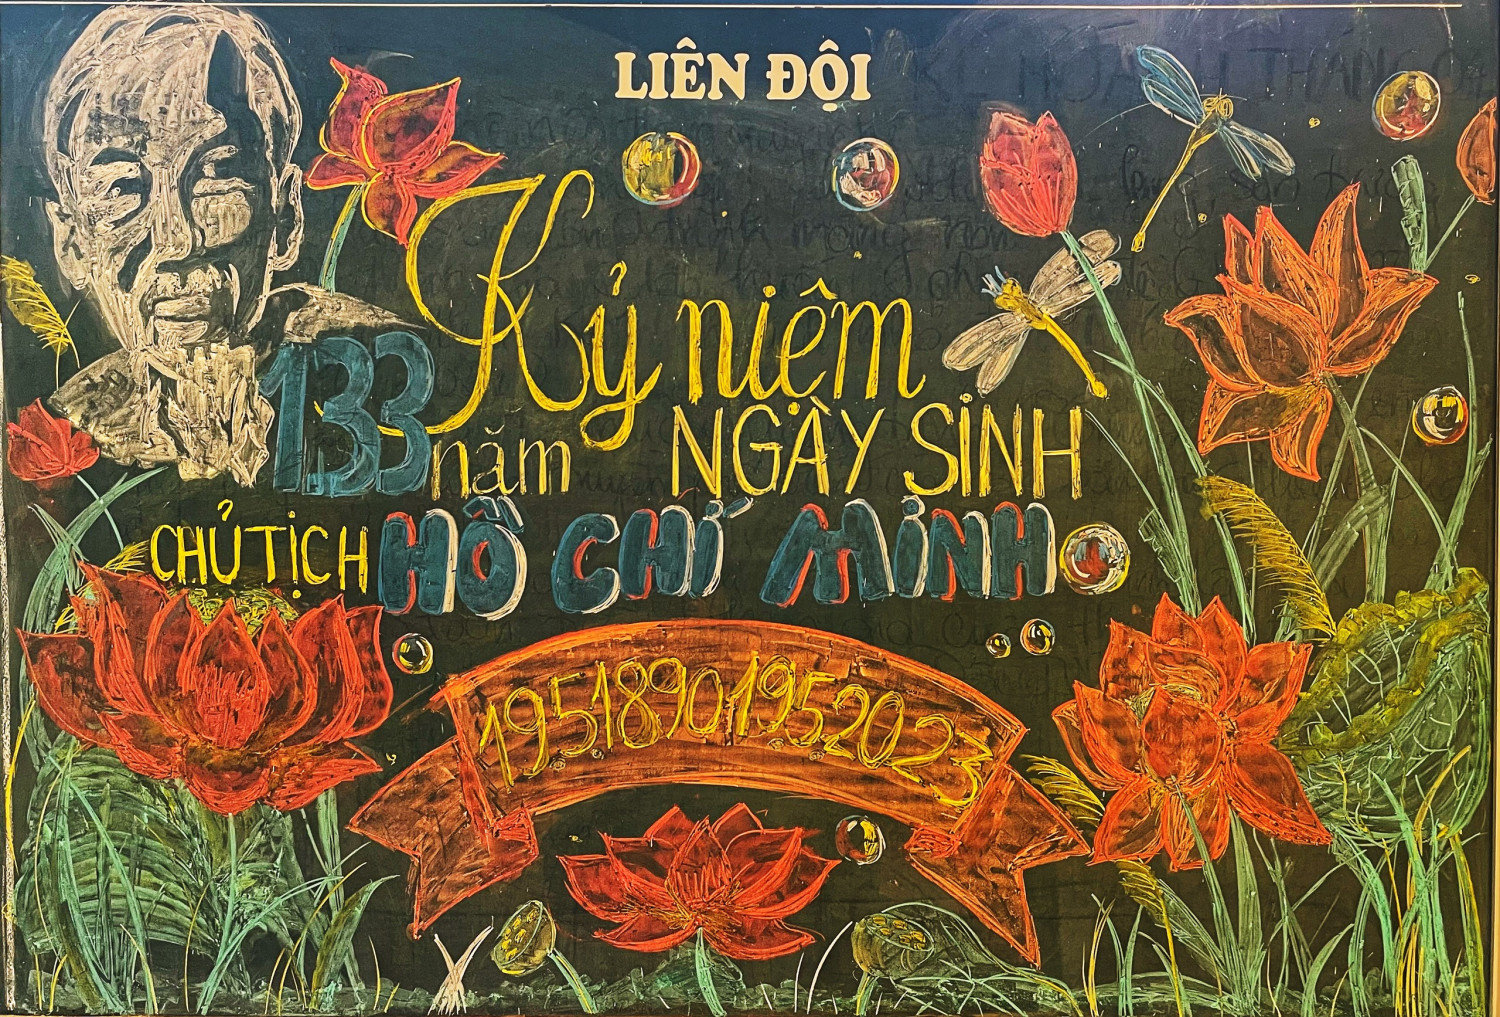 LIÊN ĐỘI
Kỷ niệm
133 năm NGÀY SINH
CHỦ TỊCH HỒ CHÍ MINH
19.5.1890 19.5.2023